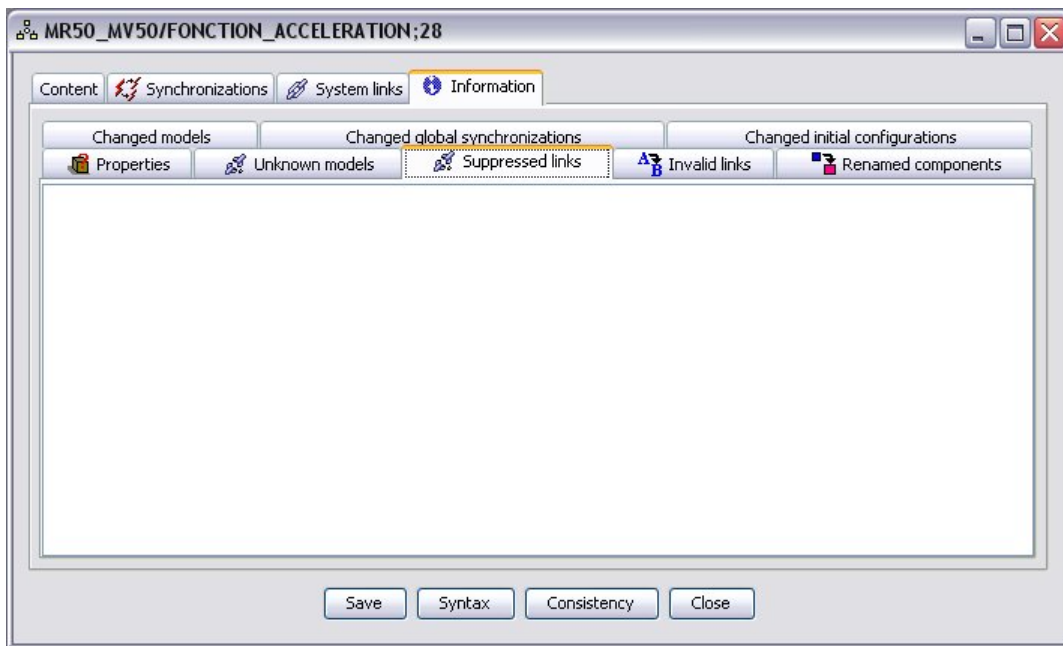 MR50_MV50/FONCTION_ACCELERATION;28
Content Synchronizations System links Information
Changed models Changed global synchronizations Changed initial configurations
Properties Unknown models Suppressed links Invalid links Renamed components
Save Syntax Consistency Close